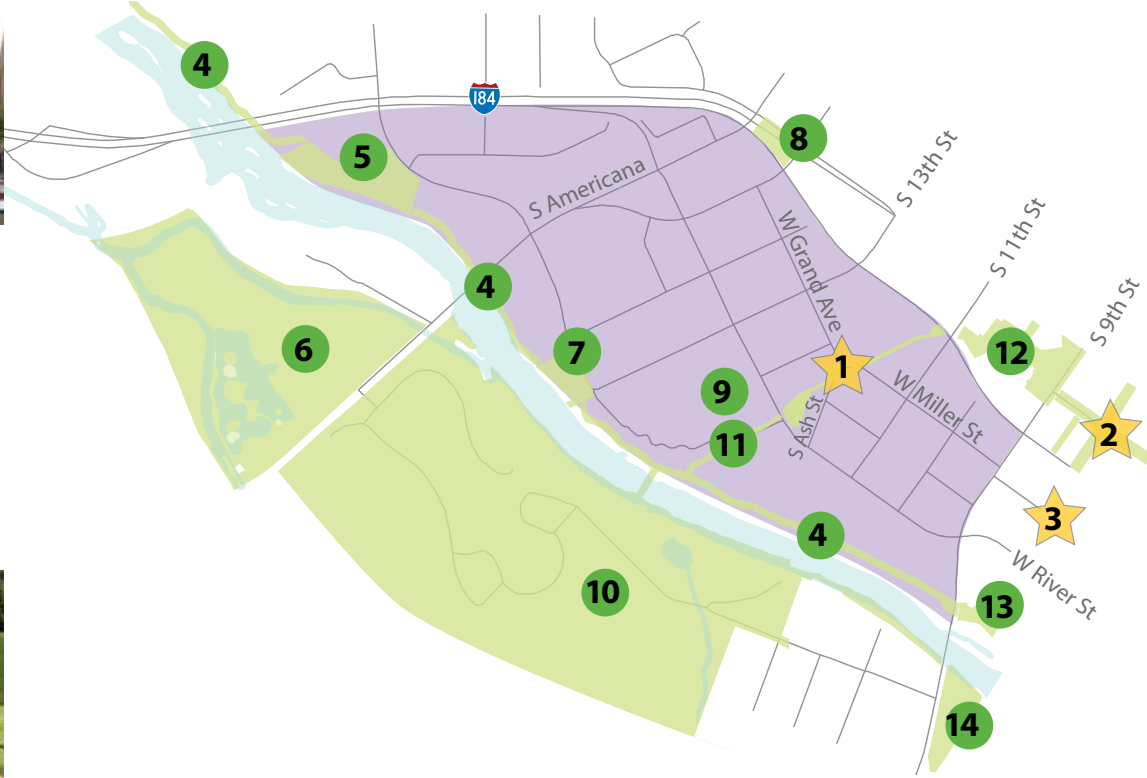 4
I84
8
5
S 13th St
S Americana
S 11th St
W Grand Ave
4
S 9th St
6
7
12
1
9
W Miller St
S Ash St
2
11
3
4
W River St
10
13
14